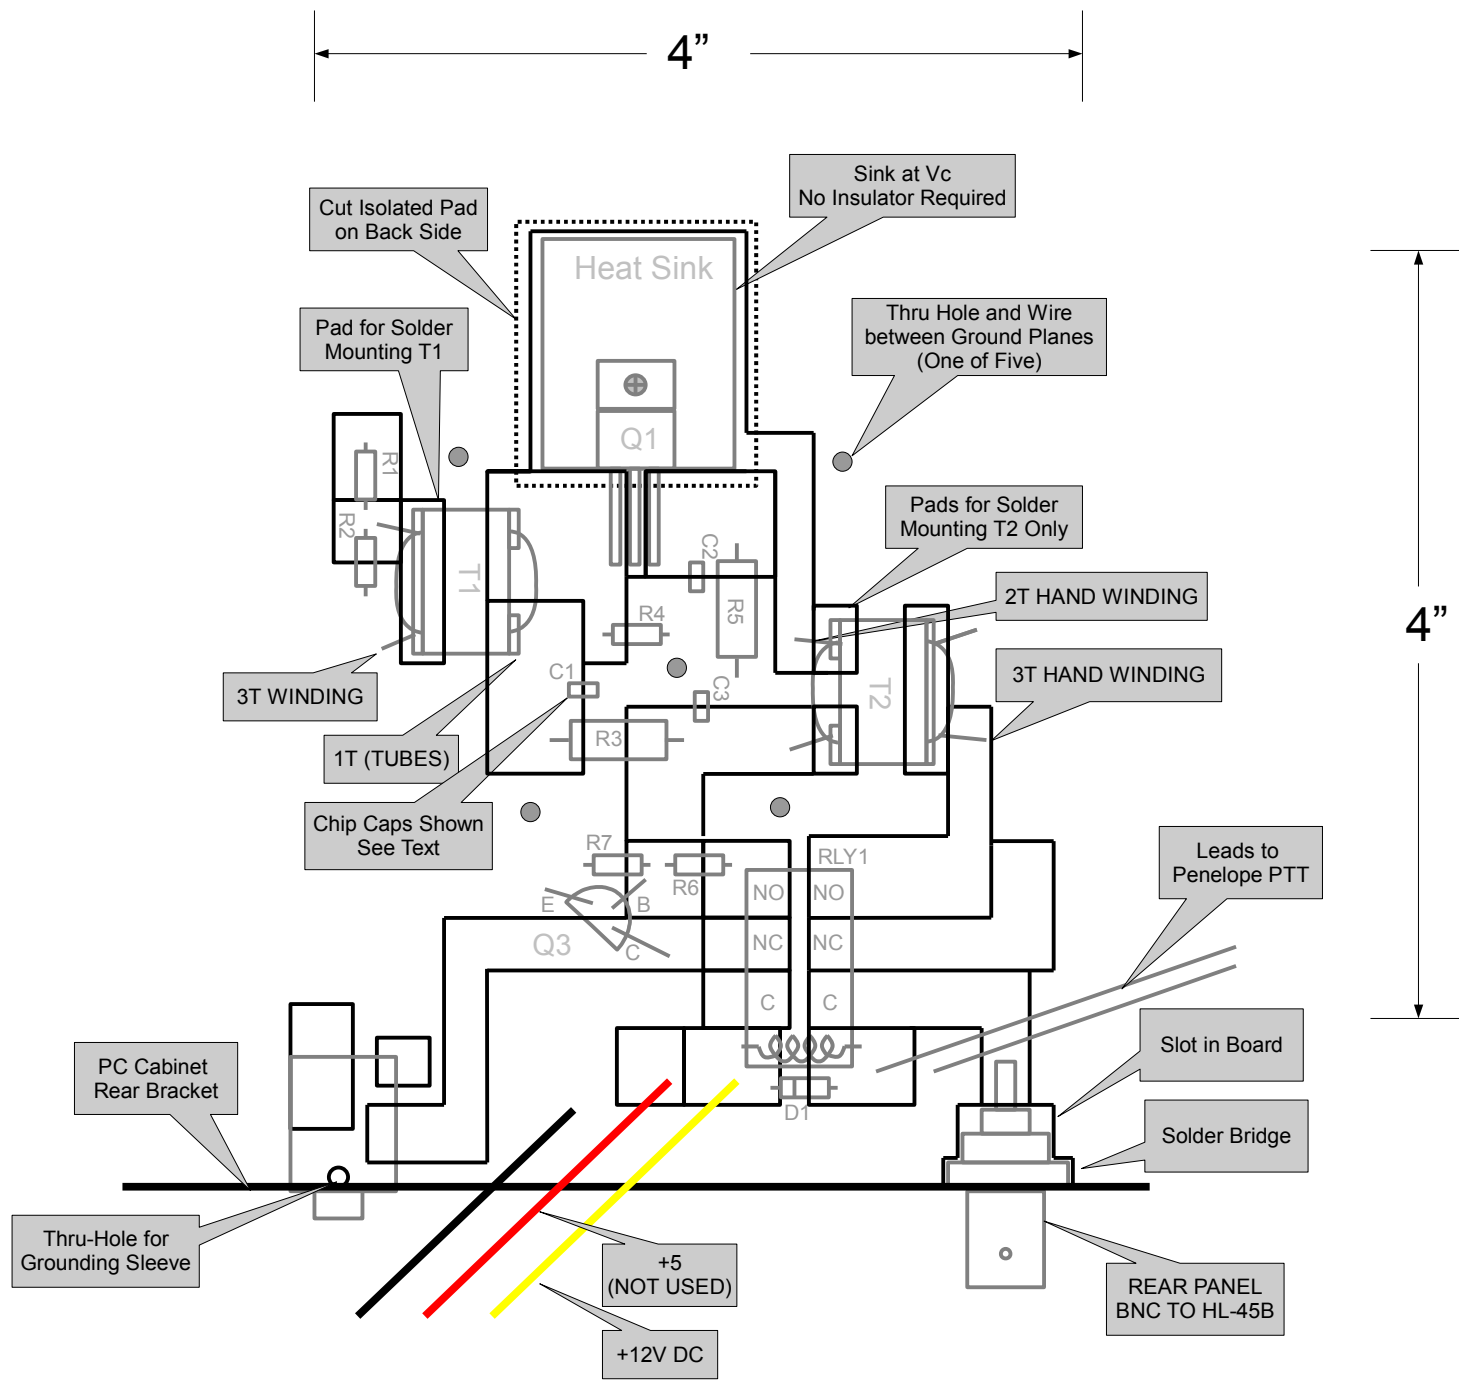 4”
Sink at Vc
No Insulator Required
Cut Isolated Pad
on Back Side
Heat Sink
Thru Hole and Wire
between Ground Planes
(One of Five)
Pad for Solder
Mounting T1
Q1
R1
R2
Pads for Solder
Mounting T2 Only
C2
T1
2T HAND WINDING
R4
R5
4”
3T HAND WINDING
C1
C3
T2
3T WINDING
R3
1T (TUBES)
Chip Caps Shown
See Text
R7
R6
RLY1
Leads to
Penelope PTT
NO
NO
E
B
Q3
C
NC
NC
C
C
Slot in Board
PC Cabinet
Rear Bracket
D1
Solder Bridge
Thru-Hole for
Grounding Sleeve
+5
(NOT USED)
REAR PANEL
BNC TO HL-45B
+12V DC